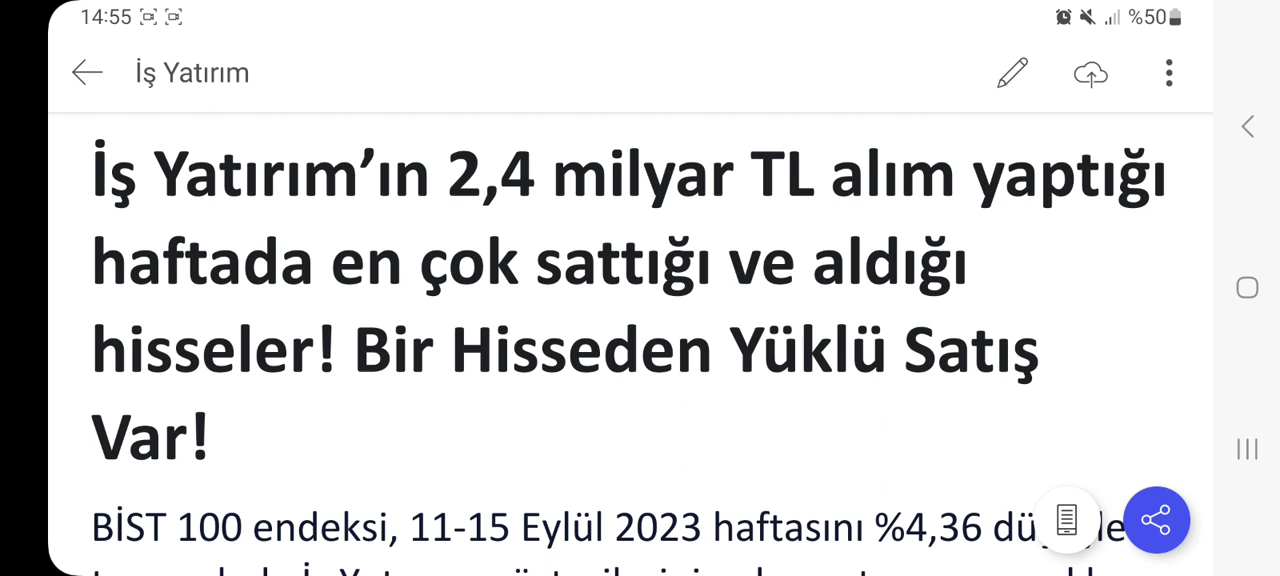 14:55 %50
İş Yatırım
İş Yatırım’ın 2,4 milyar TL alım yaptığı
haftada en çok sattığı ve aldığı
hisseler! Bir Hisseden Yüklü Satış
Var!
BİST 100 endeksi, 11-15 Eylül 2023 haftasını %4,36